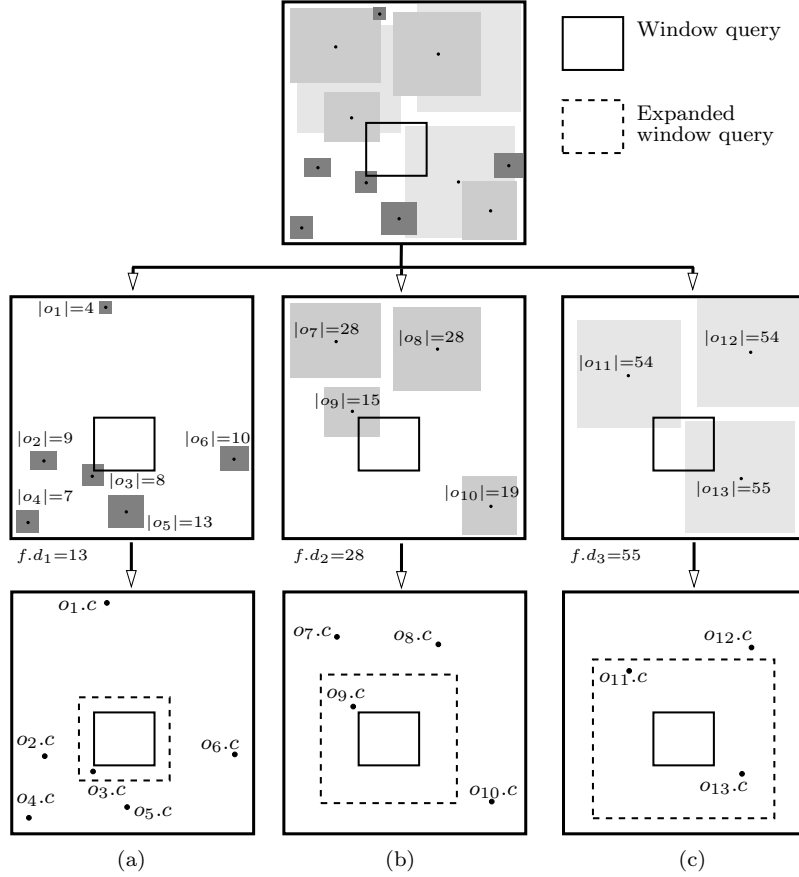 Window query
Expanded
window query
|o₁|=4
|o₂|=9
|o₆|=10
|o₃|=8
|o₄|=7
|o₅|=13
|o₇|=28
|o₈|=28
|o₉|=15
|o₁₀|=19
|o₁₂|=54
|o₁₁|=54
|o₁₃|=55
f.d₁=13
f.d₂=28
f.d₃=55
o₁.c
o₂.c
o₆.c
o₃.c
o₄.c
o₅.c
o₇.c
o₈.c
o₉.c
o₁₀.c
o₁₂.c
o₁₁.c
o₁₃.c
(a)
(b)
(c)